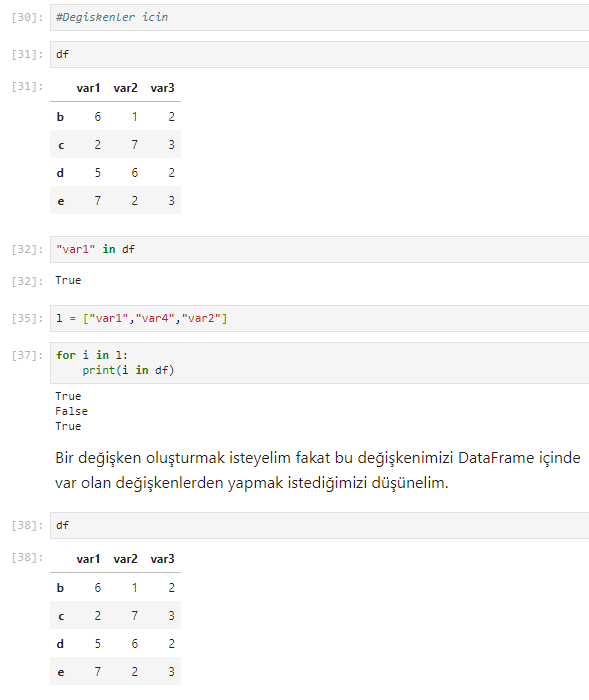 [30]: #Degiskenler icin
[31]: df
[31]: var1 var2 var3
b 6 1 2
c 2 7 3
d 5 6 2
e 7 2 3
[32]: "var1" in df
[32]: True
[35]: l = ["var1","var4","var2"]
[37]: for i in l:
print(i in df)
True
False
True
Bir değişken oluşturmak isteyelim fakat bu değişkenimizi DataFrame içinde
var olan değişkenlerden yapmak istediğimizi düşünelim.
[38]: df
[38]: var1 var2 var3
b 6 1 2
c 2 7 3
d 5 6 2
e 7 2 3